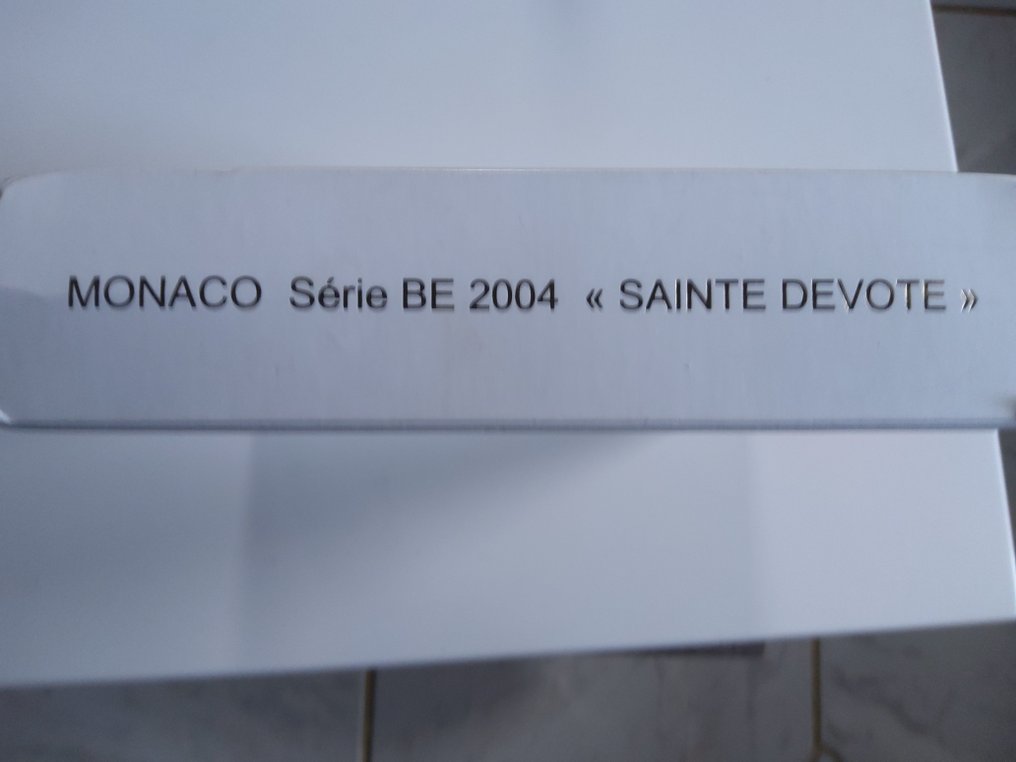 MONACO Série BE 2004 « SAINTE DEVOTE »